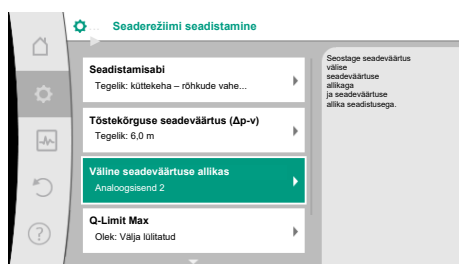 Seaderežiimi seadistamine
Seadistamisabi
Tegelik: küttekeha – rõhkude vahe...
Tõstekõrguse seadeväärtus (Δp-v)
Tegelik: 6,0 m
Väline seadeväärtuse allikas
Analoogsisend 2
Q-Limit Max
Olek: Välja lülitatud
Seostage seadeväärtus
välise
seadeväärtuse
allikaga
ja seadeväärtuse
allika seadistusega.